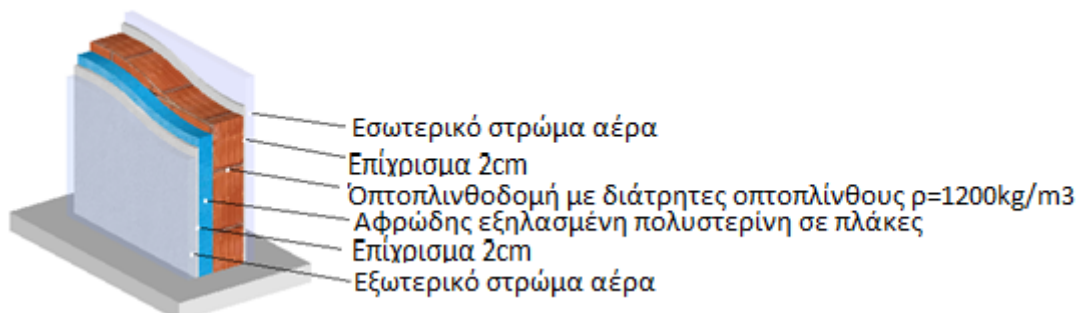 Εσωτερικό στρώμα αέρα
Επίχρισμα 2cm
Όπτοπλινθοδομή με διάτρητες οπτοπλίνθους ρ=1200kg/m3
Αφρώδης εξηλασμένη πολυστερίνη σε πλάκες
Επίχρισμα 2cm
Εξωτερικό στρώμα αέρα